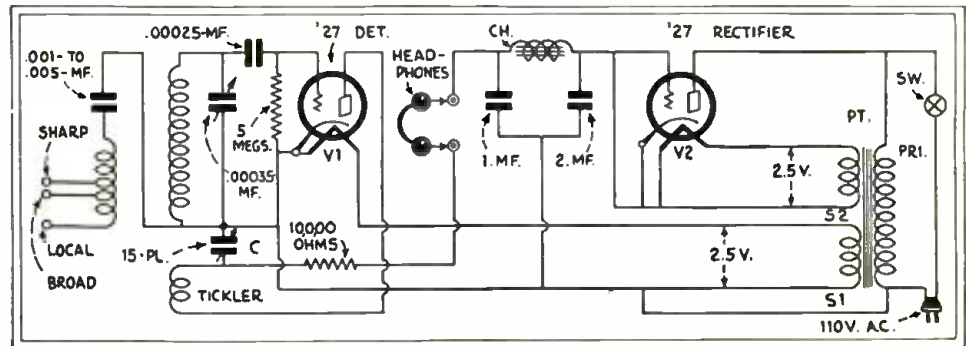 .00025-MF.
'27 DET.
CH.
'27 RECTIFIER
.001- TO
.005-MF.
HEAD-
PHONES
SW.
SHARP
5
MEGS.
V1
1. MF.
2. MF.
V2
PT.
PRI.
.00035
MF.
2.5 V.
LOCAL
BROAD
15-PL.
C
10,000
OHMS
S2
2.5 V.
TICKLER
S1
110V. A.C.